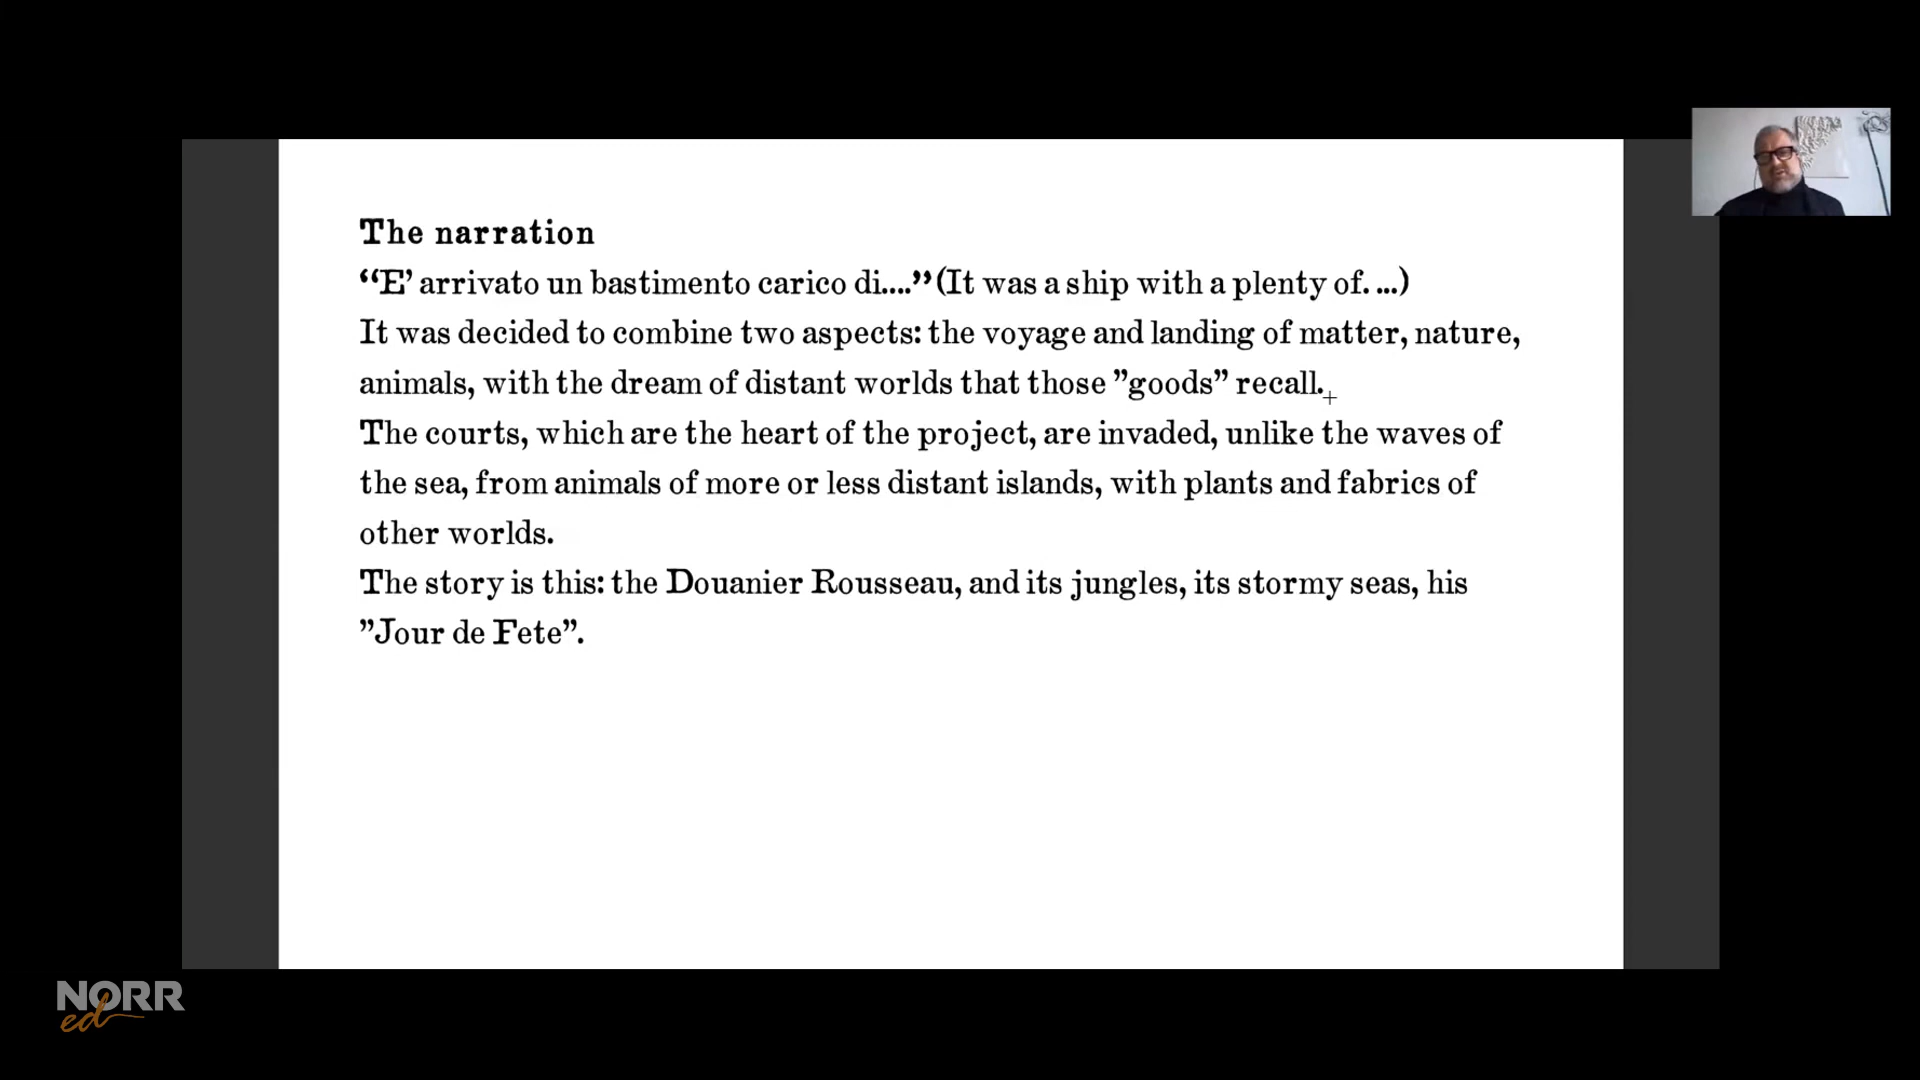 The narration
“E’ arrivato un bastimento carico di....” (It was a ship with a plenty of. ...)
It was decided to combine two aspects: the voyage and landing of matter, nature,
animals, with the dream of distant worlds that those ”goods” recall.
The courts, which are the heart of the project, are invaded, unlike the waves of
the sea, from animals of more or less distant islands, with plants and fabrics of
other worlds.
The story is this: the Douanier Rousseau, and its jungles, its stormy seas, his
”Jour de Fete”.
NORR
ed